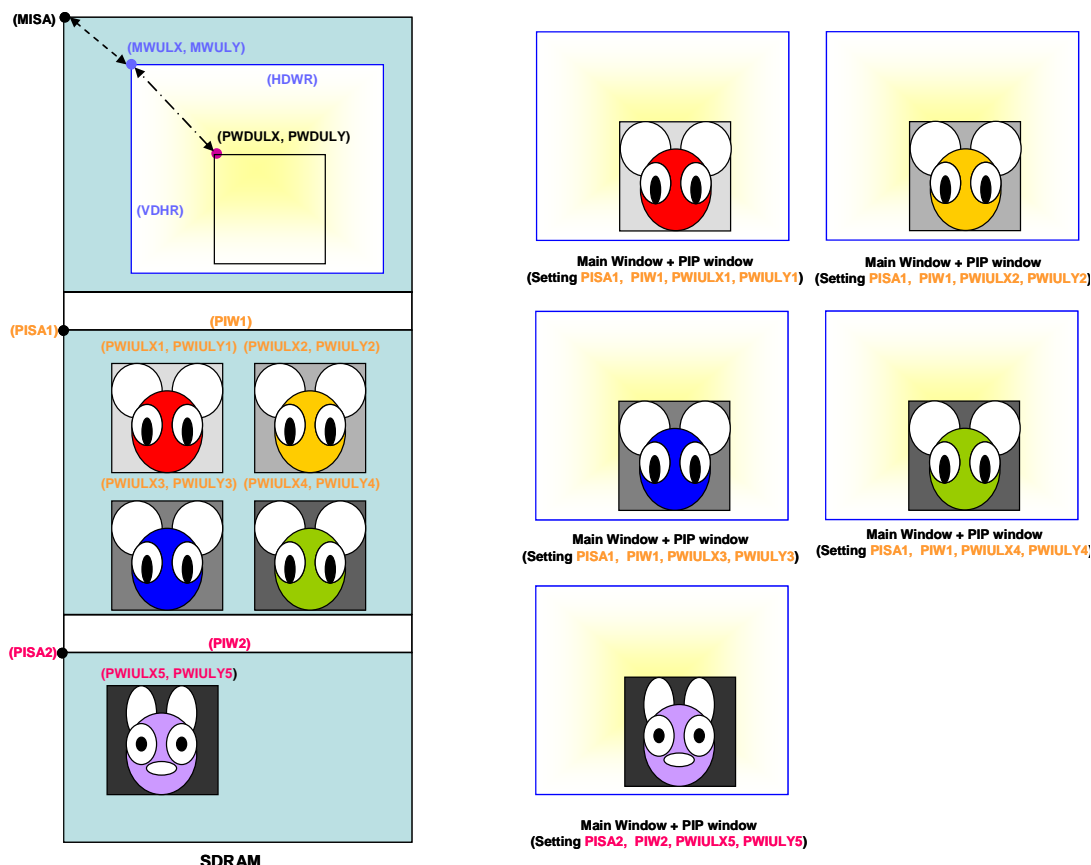 (MISA)
(MWULX, MWULY)
(HDWR)
(PWDULX, PWDULY)
(VDHR)
(PIW1)
(PISA1)
(PWIULX1, PWIULY1) (PWIULX2, PWIULY2)
(PWIULX3, PWIULY3) (PWIULX4, PWIULY4)
(PIW2)
(PISA2)
(PWIULX5, PWIULY5)
SDRAM
Main Window + PIP window
(Setting PISA1, PIW1, PWIULX1, PWIULY1)
Main Window + PIP window
(Setting PISA1, PIW1, PWIULX2, PWIULY2)
Main Window + PIP window
(Setting PISA1, PIW1, PWIULX3, PWIULY3)
Main Window + PIP window
(Setting PISA1, PIW1, PWIULX4, PWIULY4)
Main Window + PIP window
(Setting PISA2, PIW2, PWIULX5, PWIULY5)